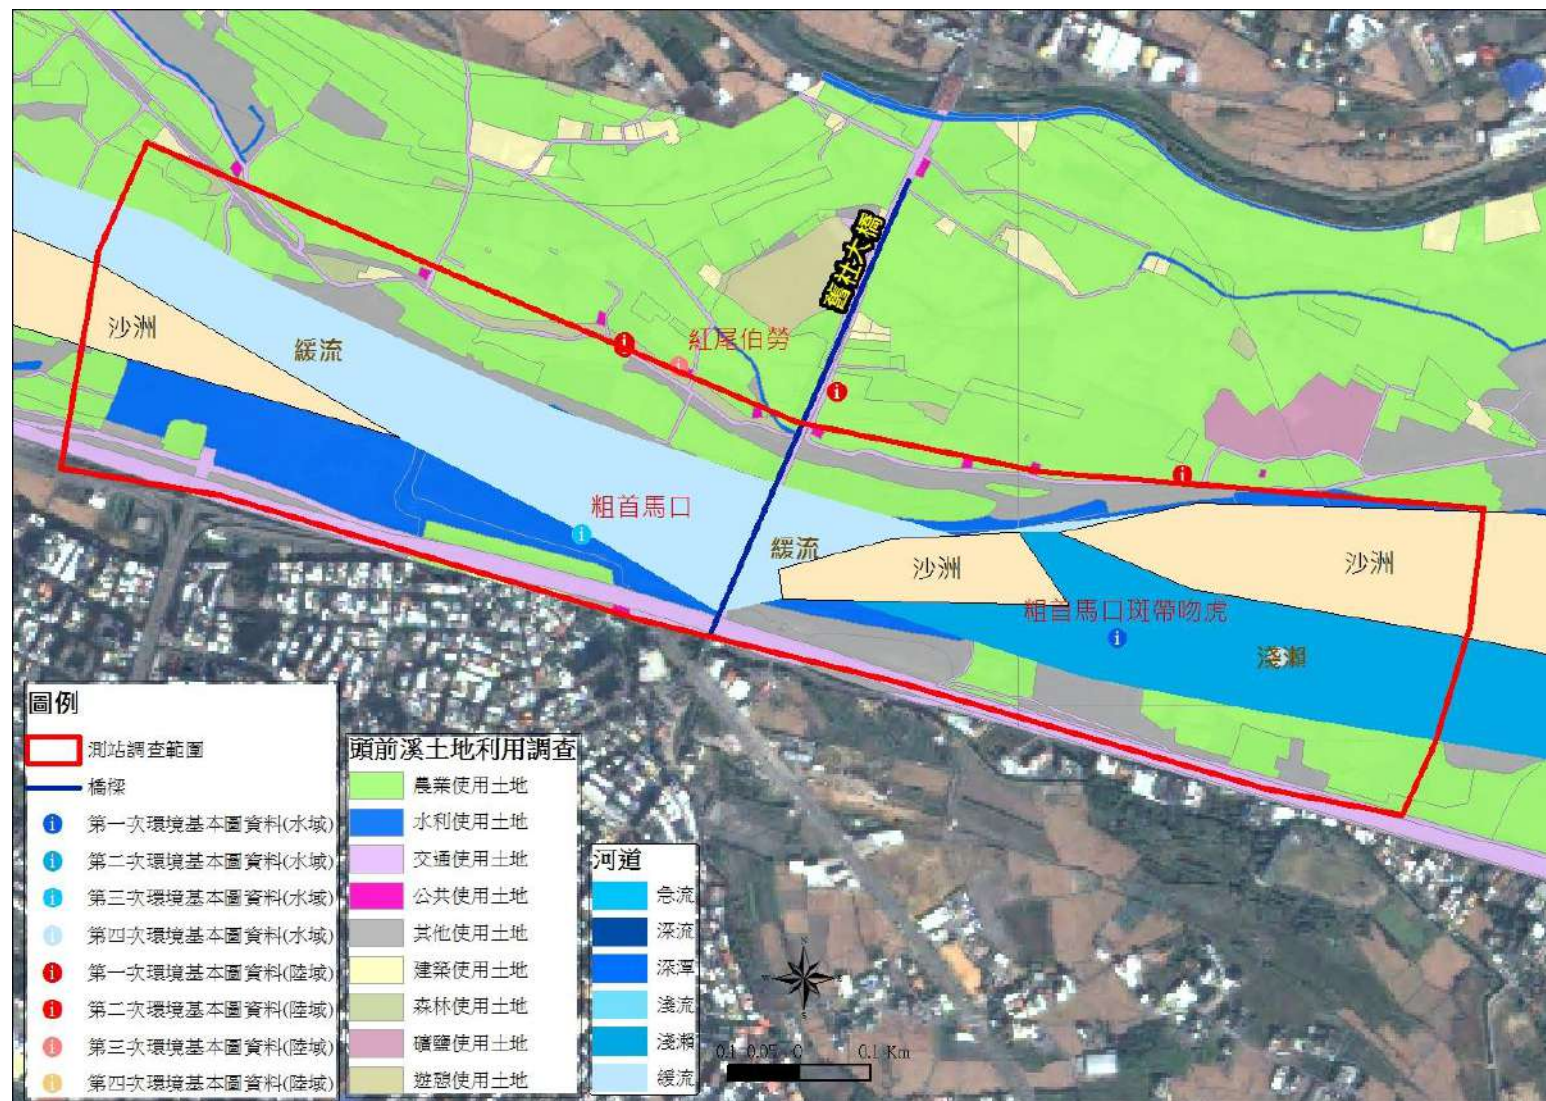 舊社大橋
紅尾伯勞
沙洲
緩流
粗首馬口
緩流
沙洲
沙洲
粗首馬口斑帶吻虎
淺瀨
圖例
測站調查範圍
橋樑
第一次環境基本圖資料(水域)
第二次環境基本圖資料(水域)
第三次環境基本圖資料(水域)
第四次環境基本圖資料(水域)
第一次環境基本圖資料(陸域)
第二次環境基本圖資料(陸域)
第三次環境基本圖資料(陸域)
第四次環境基本圖資料(陸域)
頭前溪土地利用調查
農業使用土地
水利使用土地
交通使用土地
公共使用土地
其他使用土地
建築使用土地
森林使用土地
礦鹽使用土地
遊憩使用土地
河道
急流
深流
深潭
淺流
淺瀨
緩流
N
W
E
S
0.1 0.05 0 0.1 Km